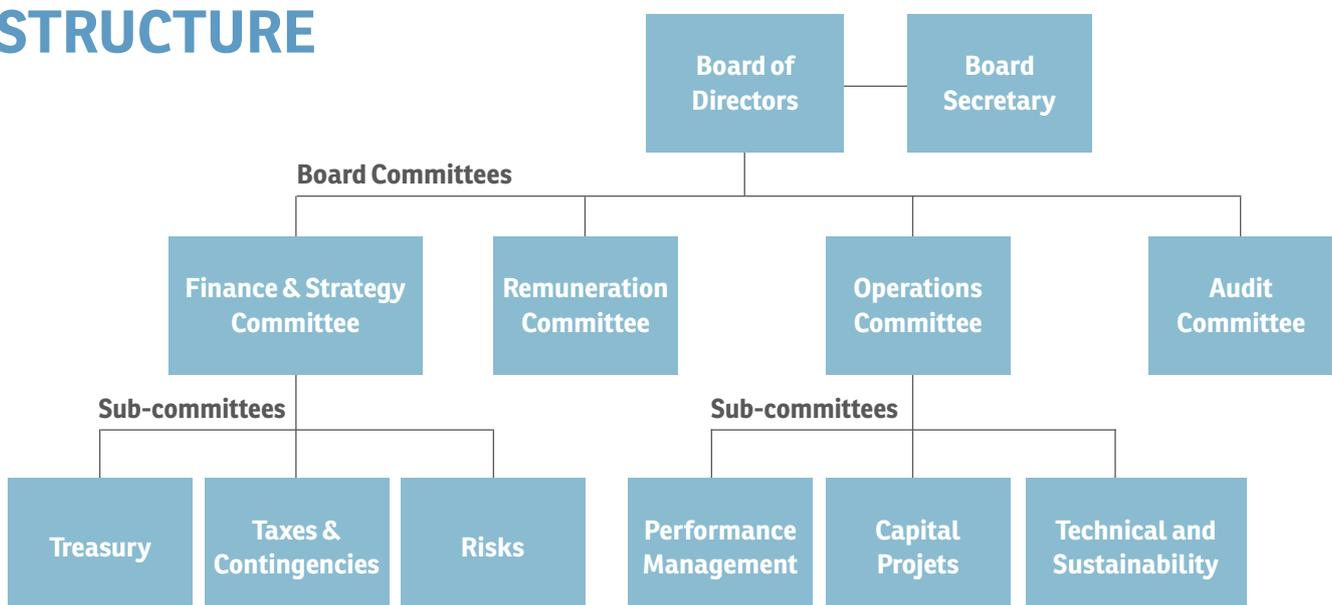 STRUCTURE
Board of
Directors
Board
Secretary
Board Committees
Finance & Strategy
Committee
Remuneration
Committee
Operations
Committee
Audit
Committee
Sub-committees
Sub-committees
Treasury
Taxes &
Contingencies
Risks
Performance
Management
Capital
Projets
Technical and
Sustainability